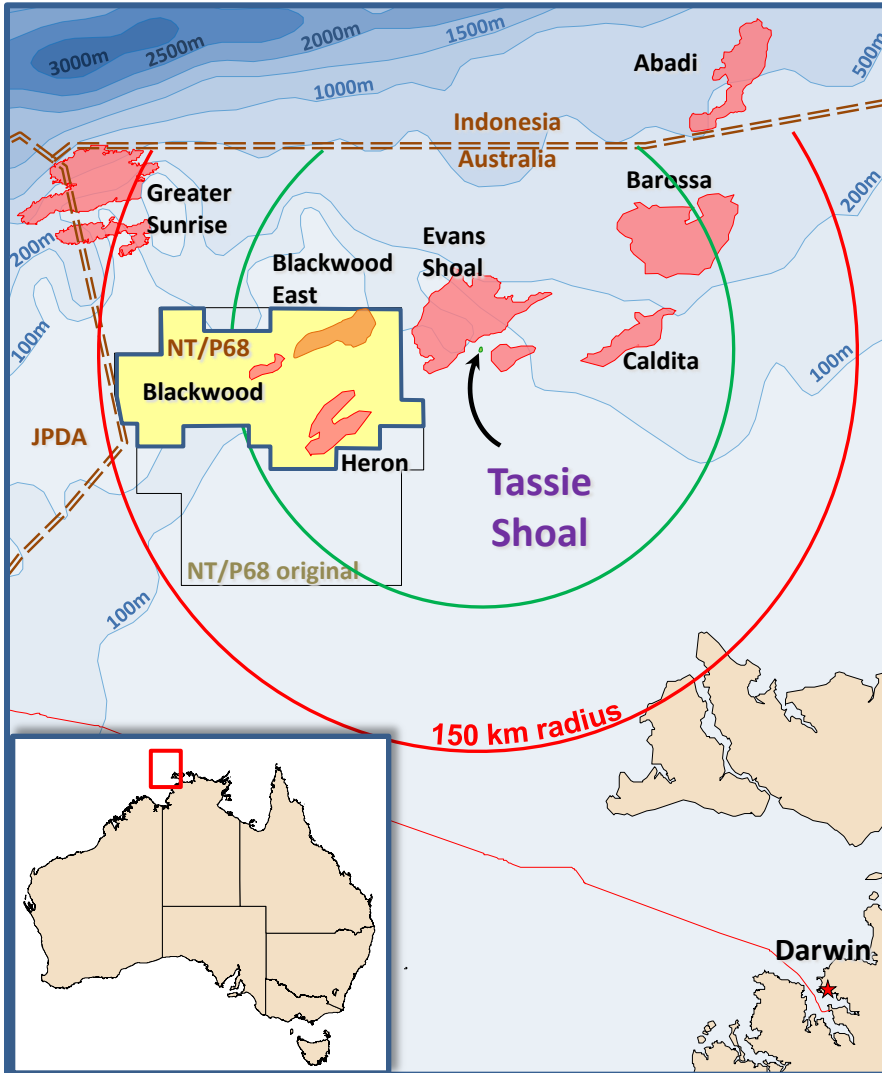 3000m
2500m
2000m
1500m
1000m
500m
Abadi
Indonesia
Australia
Greater
Sunrise
Barossa
200m
200m
Evans
Shoal
Blackwood
East
100m
NT/P68
Blackwood
Caldita
100m
JPDA
Heron
Tassie
Shoal
NT/P68 original
100m
150 km radius
Darwin